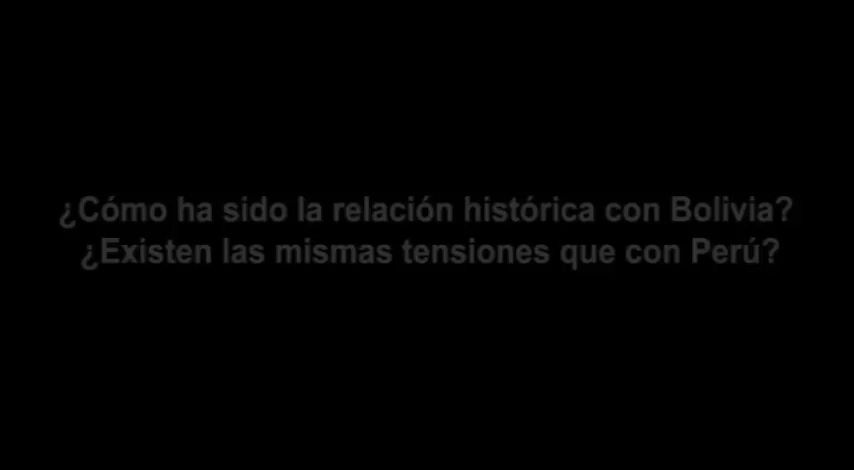 ¿Cómo ha sido la relación histórica con Bolivia?
¿Existen las mismas tensiones que con Perú?